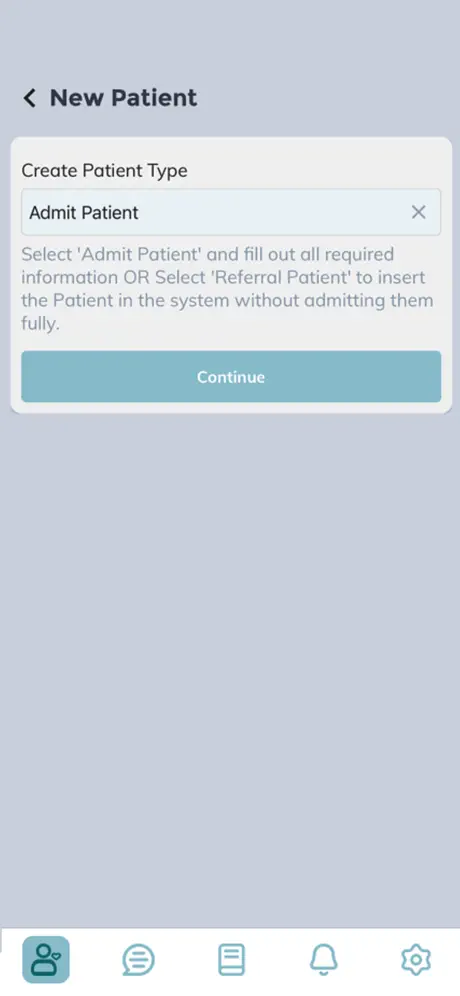 New Patient
Create Patient Type
Admit Patient
Select 'Admit Patient' and fill out all required
information OR Select 'Referral Patient' to insert
the Patient in the system without admitting them
fully.
Continue